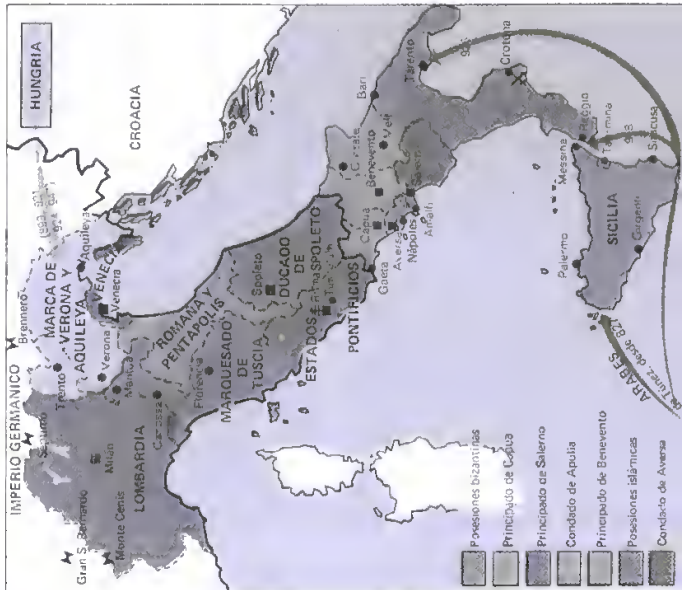 IMPERIO GERMANICO
Brennero
HUNGRIA
MARCA DE
VERONA Y
AQUILEYA
Trento
Aquileya
Verona
VENECIA
Venecia
Mantua
CROACIA
Gran S. Bernardo
Milán
Monte Cenis
LOMBARDIA
Canossa
ROMANA Y
PENTAPOLIS
Florencia
MARQUESADO
DE
TUSCIA
Spoleto
DUCADO
DE
SPOLETO
ESTADOS
PONTIFICIOS
Gaeta
Capua
Benevento
Aversa
Nápoles
Amalfi
Melfi
Bari
Tarento
Crotona
Messina
Reggio
Taormina
Siracusa
Palermo
SICILIA
ARABES
de Túnez, desde
Posesiones bizantinas
Principado de Capua
Principado de Salerno
Condado de Apulia
Principado de Benevento
Posesiones islámicas
Condado de Aversa